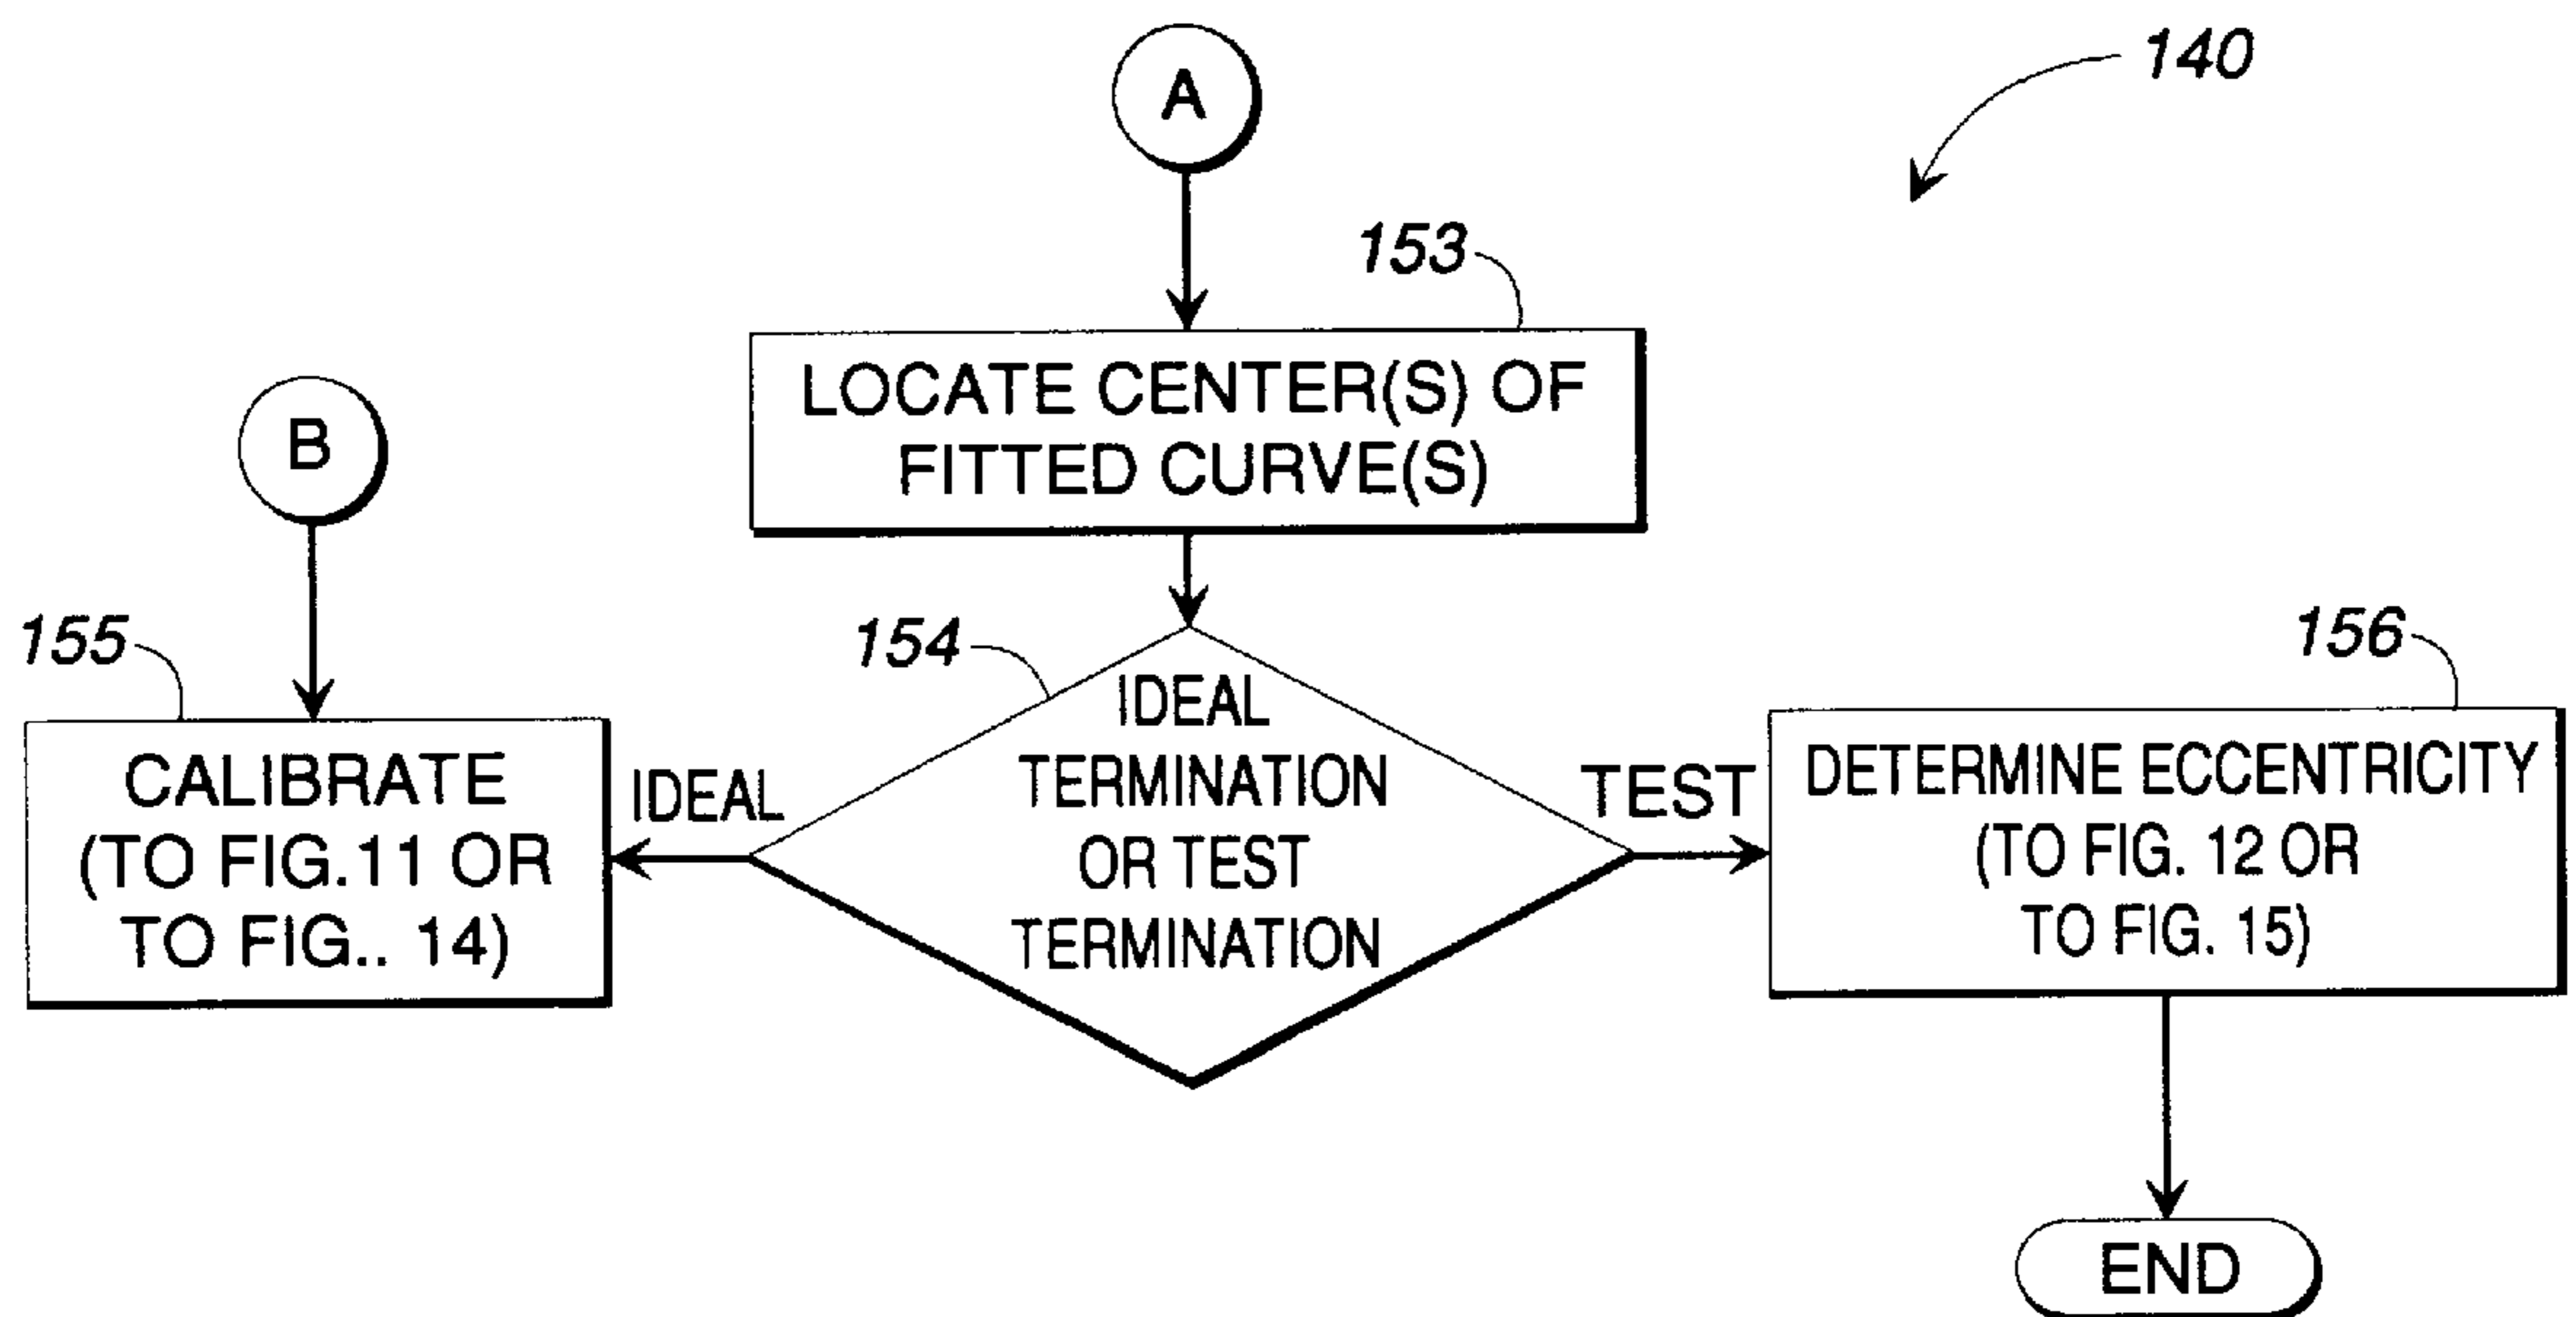 A
140
153
LOCATE CENTER(S) OF
FITTED CURVE(S)
B
155
CALIBRATE
(TO FIG.11 OR
TO FIG.. 14)
IDEAL
154
IDEAL
TERMINATION
OR TEST
TERMINATION
TEST
156
DETERMINE ECCENTRICITY
(TO FIG. 12 OR
TO FIG. 15)
END